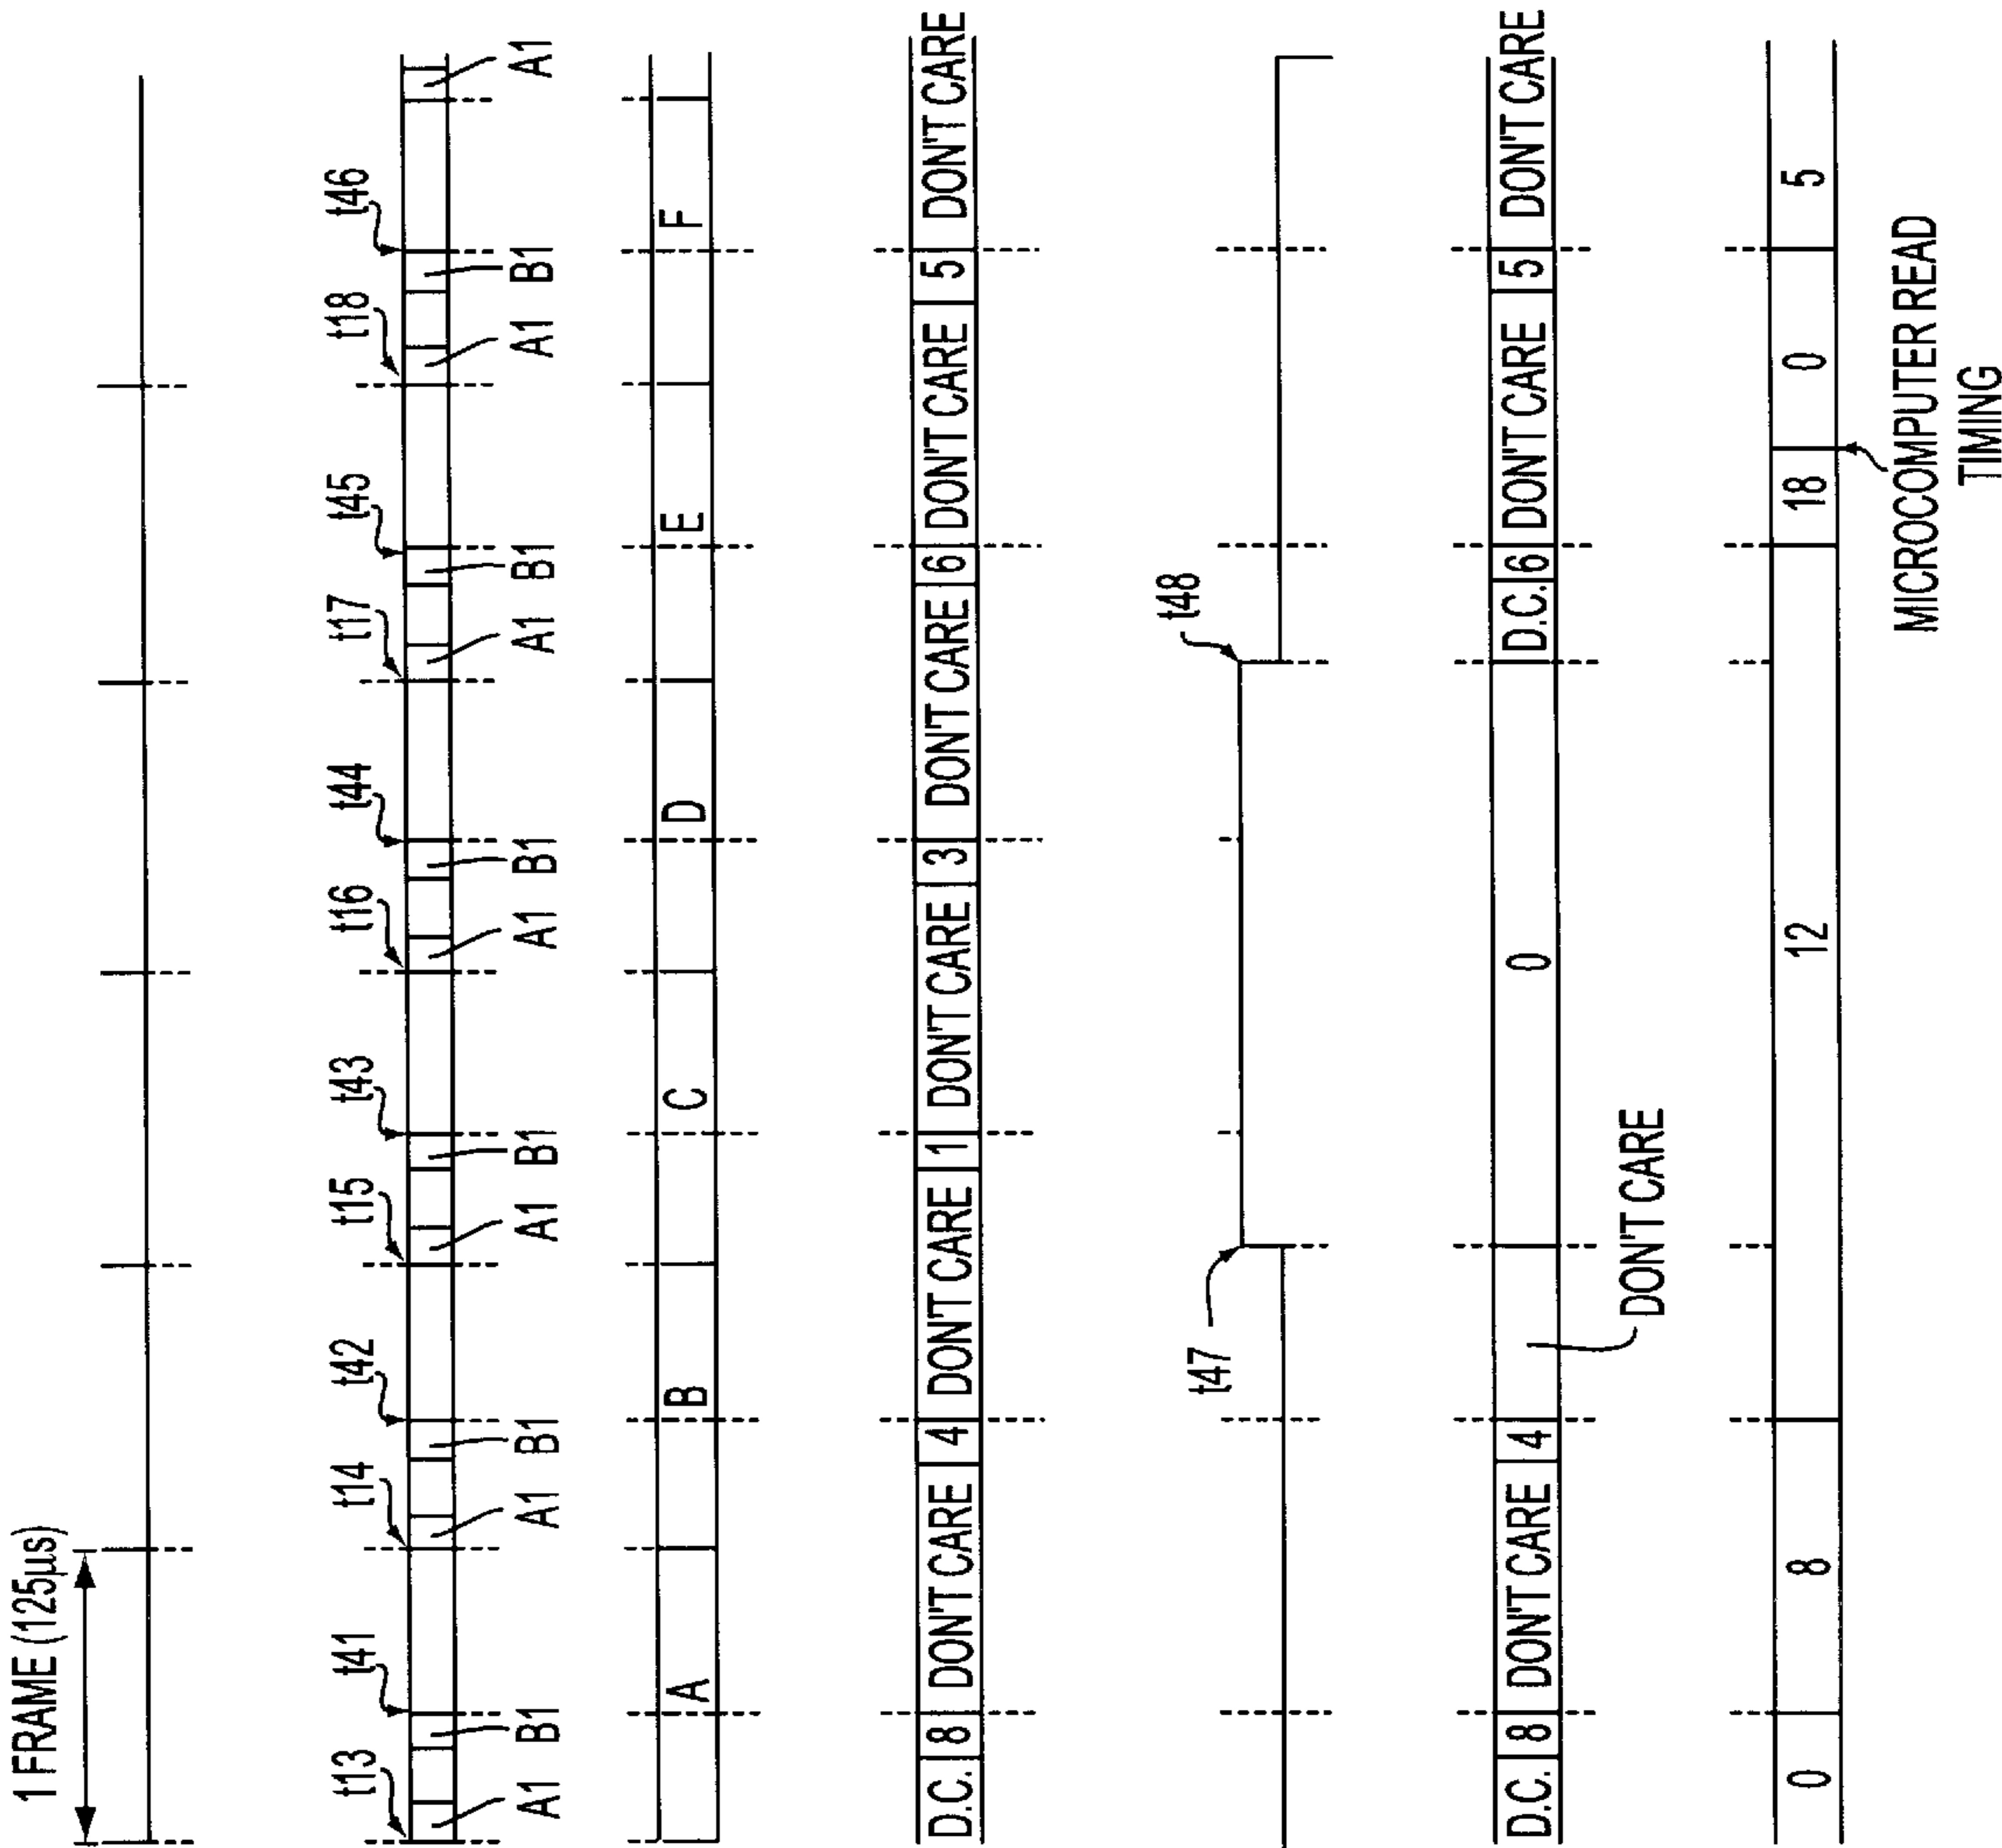 1 FRAME (125µs)
t13 t41 t14 t42 t15 t43 t16 t44 t17 t45 t18 t46
A1 B1 A1 B1 A1 B1 A1 B1 A1 B1 A1 B1 A1
A B C D E F
D.C. 8 DON'T CARE 4 DON'T CARE 1 DON'T CARE 3 DON'T CARE 6 DON'T CARE 5 DON'T CARE
t47 t48
D.C. 8 DON'T CARE 4 0 D.C. 6 DON'T CARE 5 DON'T CARE
DON'T CARE
0 8 12 18 0 5
MICROCOMPUTER READ
TIMING